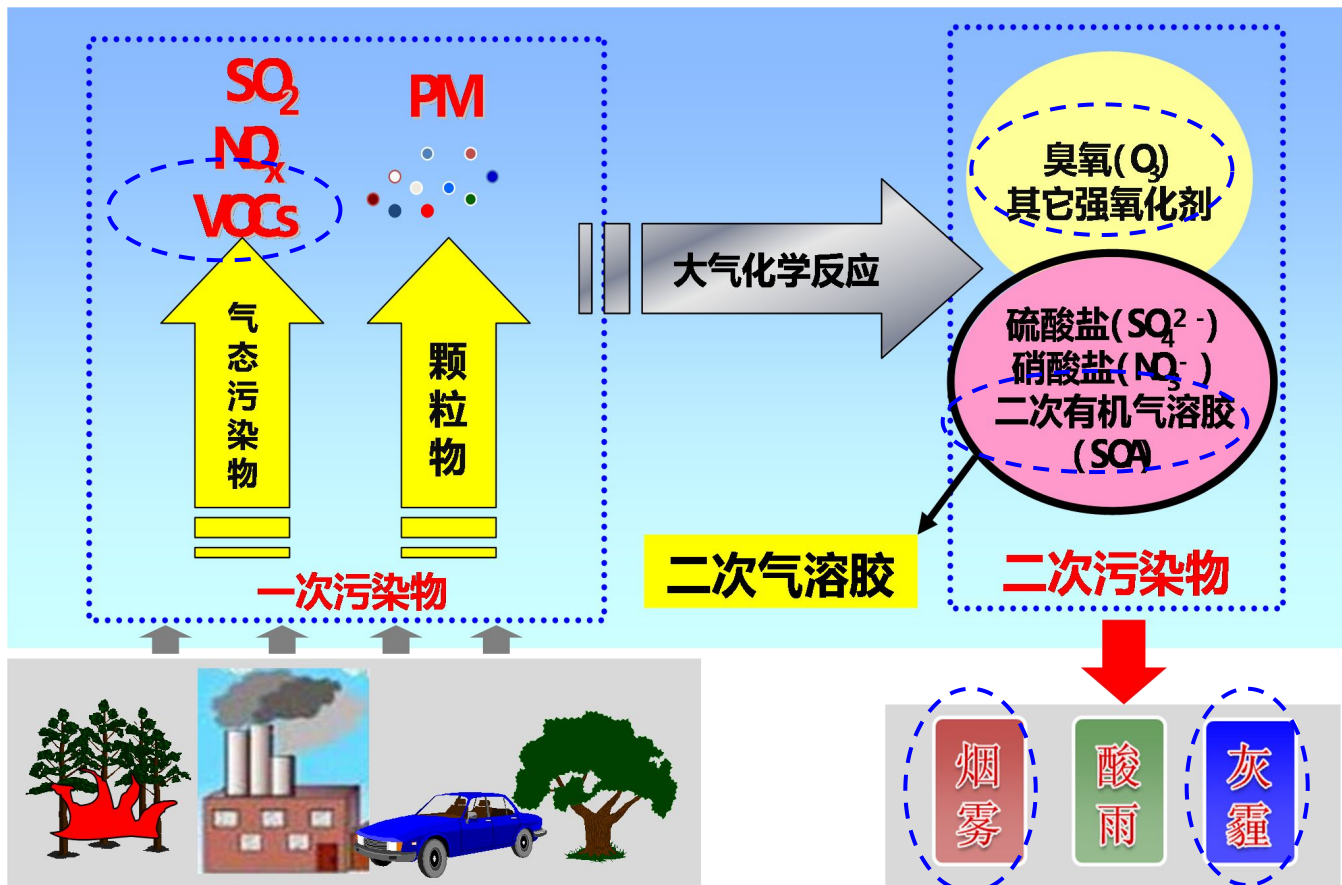 SO₂
NOₓ
VOCs
PM
气态污染物
颗粒物
一次污染物
大气化学反应
臭氧(O₃)
其它强氧化剂
硫酸盐(SO₄²⁻)
硝酸盐(NO₃⁻)
二次有机气溶胶
(SOA)
二次气溶胶
二次污染物
烟雾
酸雨
灰霾